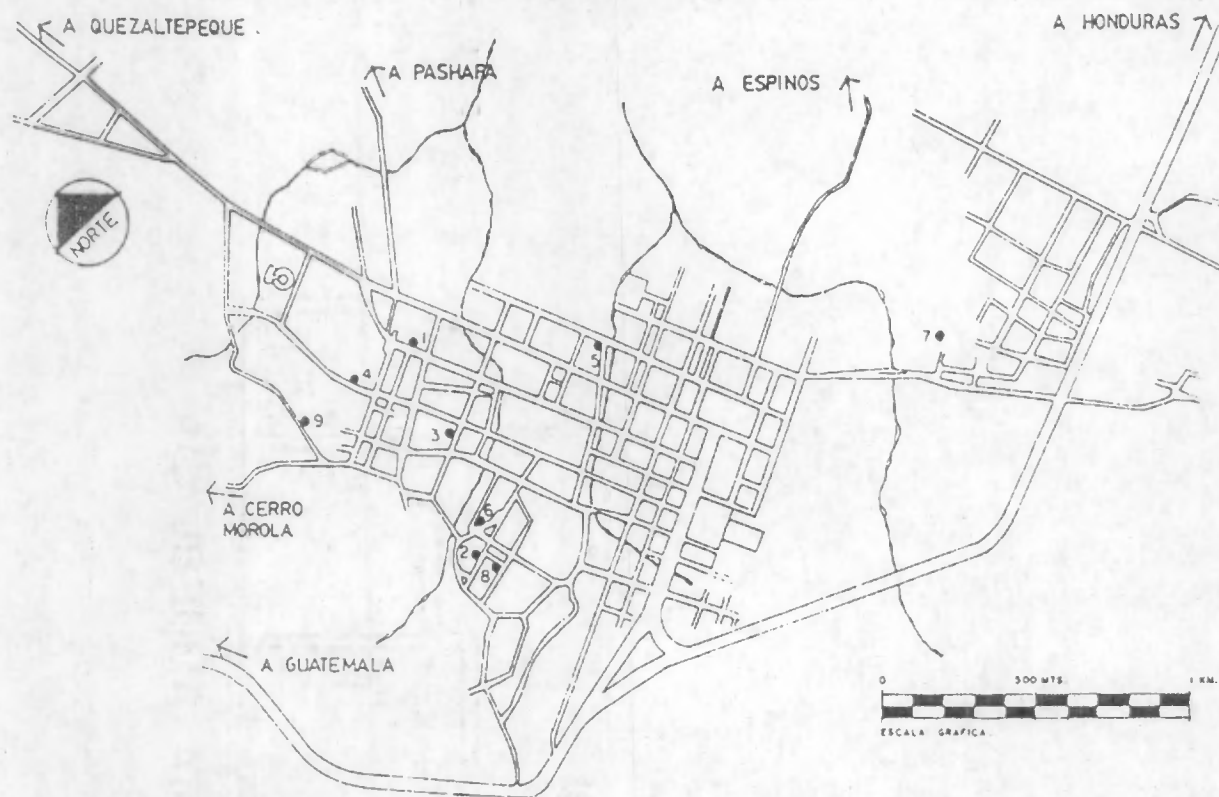 A QUEZALTEPEQUE.
A HONDURAS
A PASHAPA
A ESPINOS
NORTE
1
7
5
4
9
3
A CERRO
MOROLA
6
2
8
A GUATEMALA
0 500 MTS. 1 KM.
ESCALA GRAFICA.